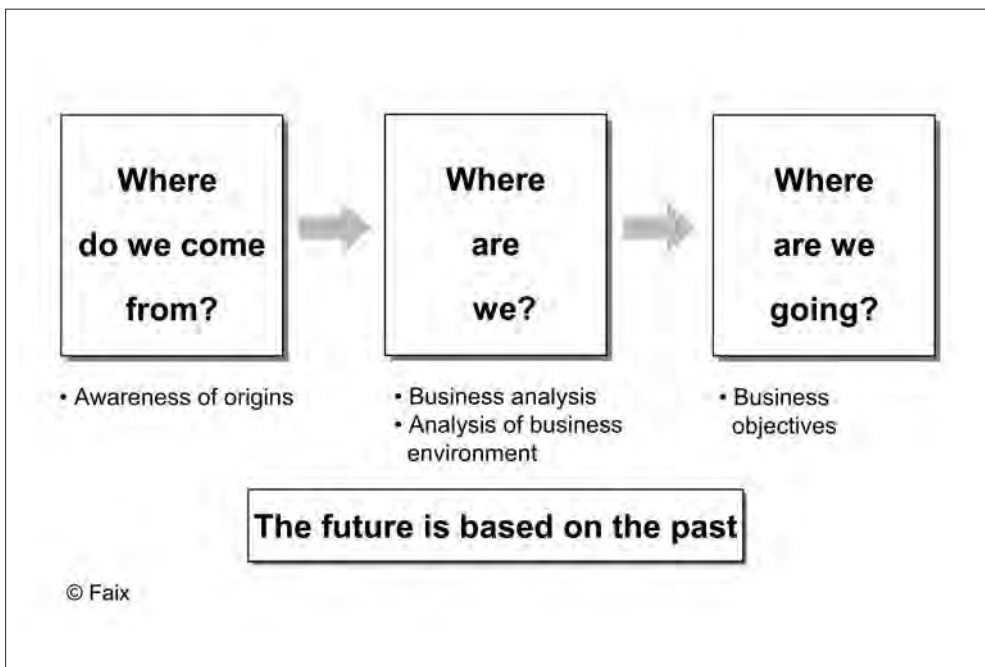 Where
do we come
from?
Where
are
we?
Where
are we
going?
• Awareness of origins
• Business analysis
• Analysis of business
environment
• Business
objectives
The future is based on the past
© Faix